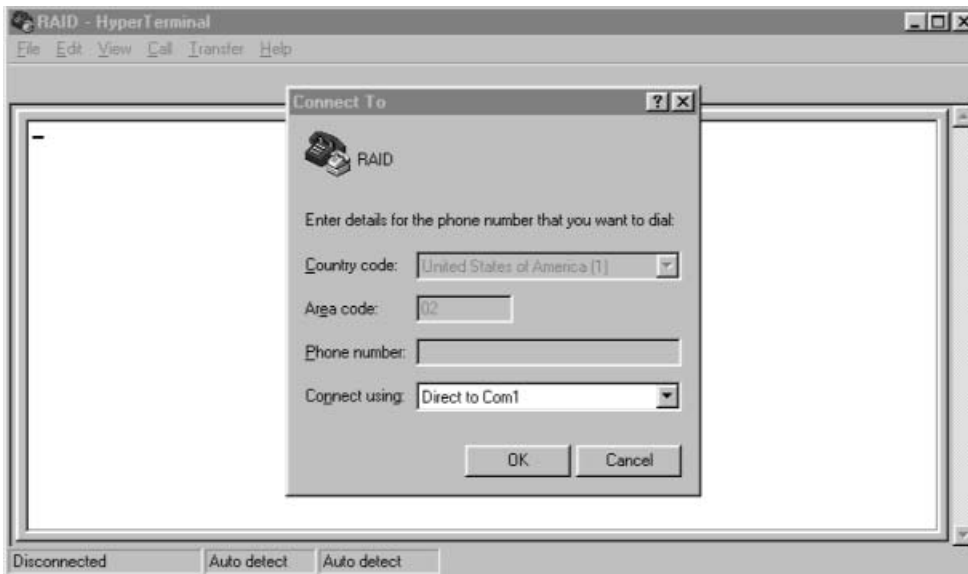 RAID - HyperTerminal
File Edit View Call Transfer Help
Connect To
RAID
Enter details for the phone number that you want to dial:
Country code: United States of America (1)
Area code: 02
Phone number:
Connect using: Direct to Com1
OK Cancel
Disconnected Auto detect Auto detect